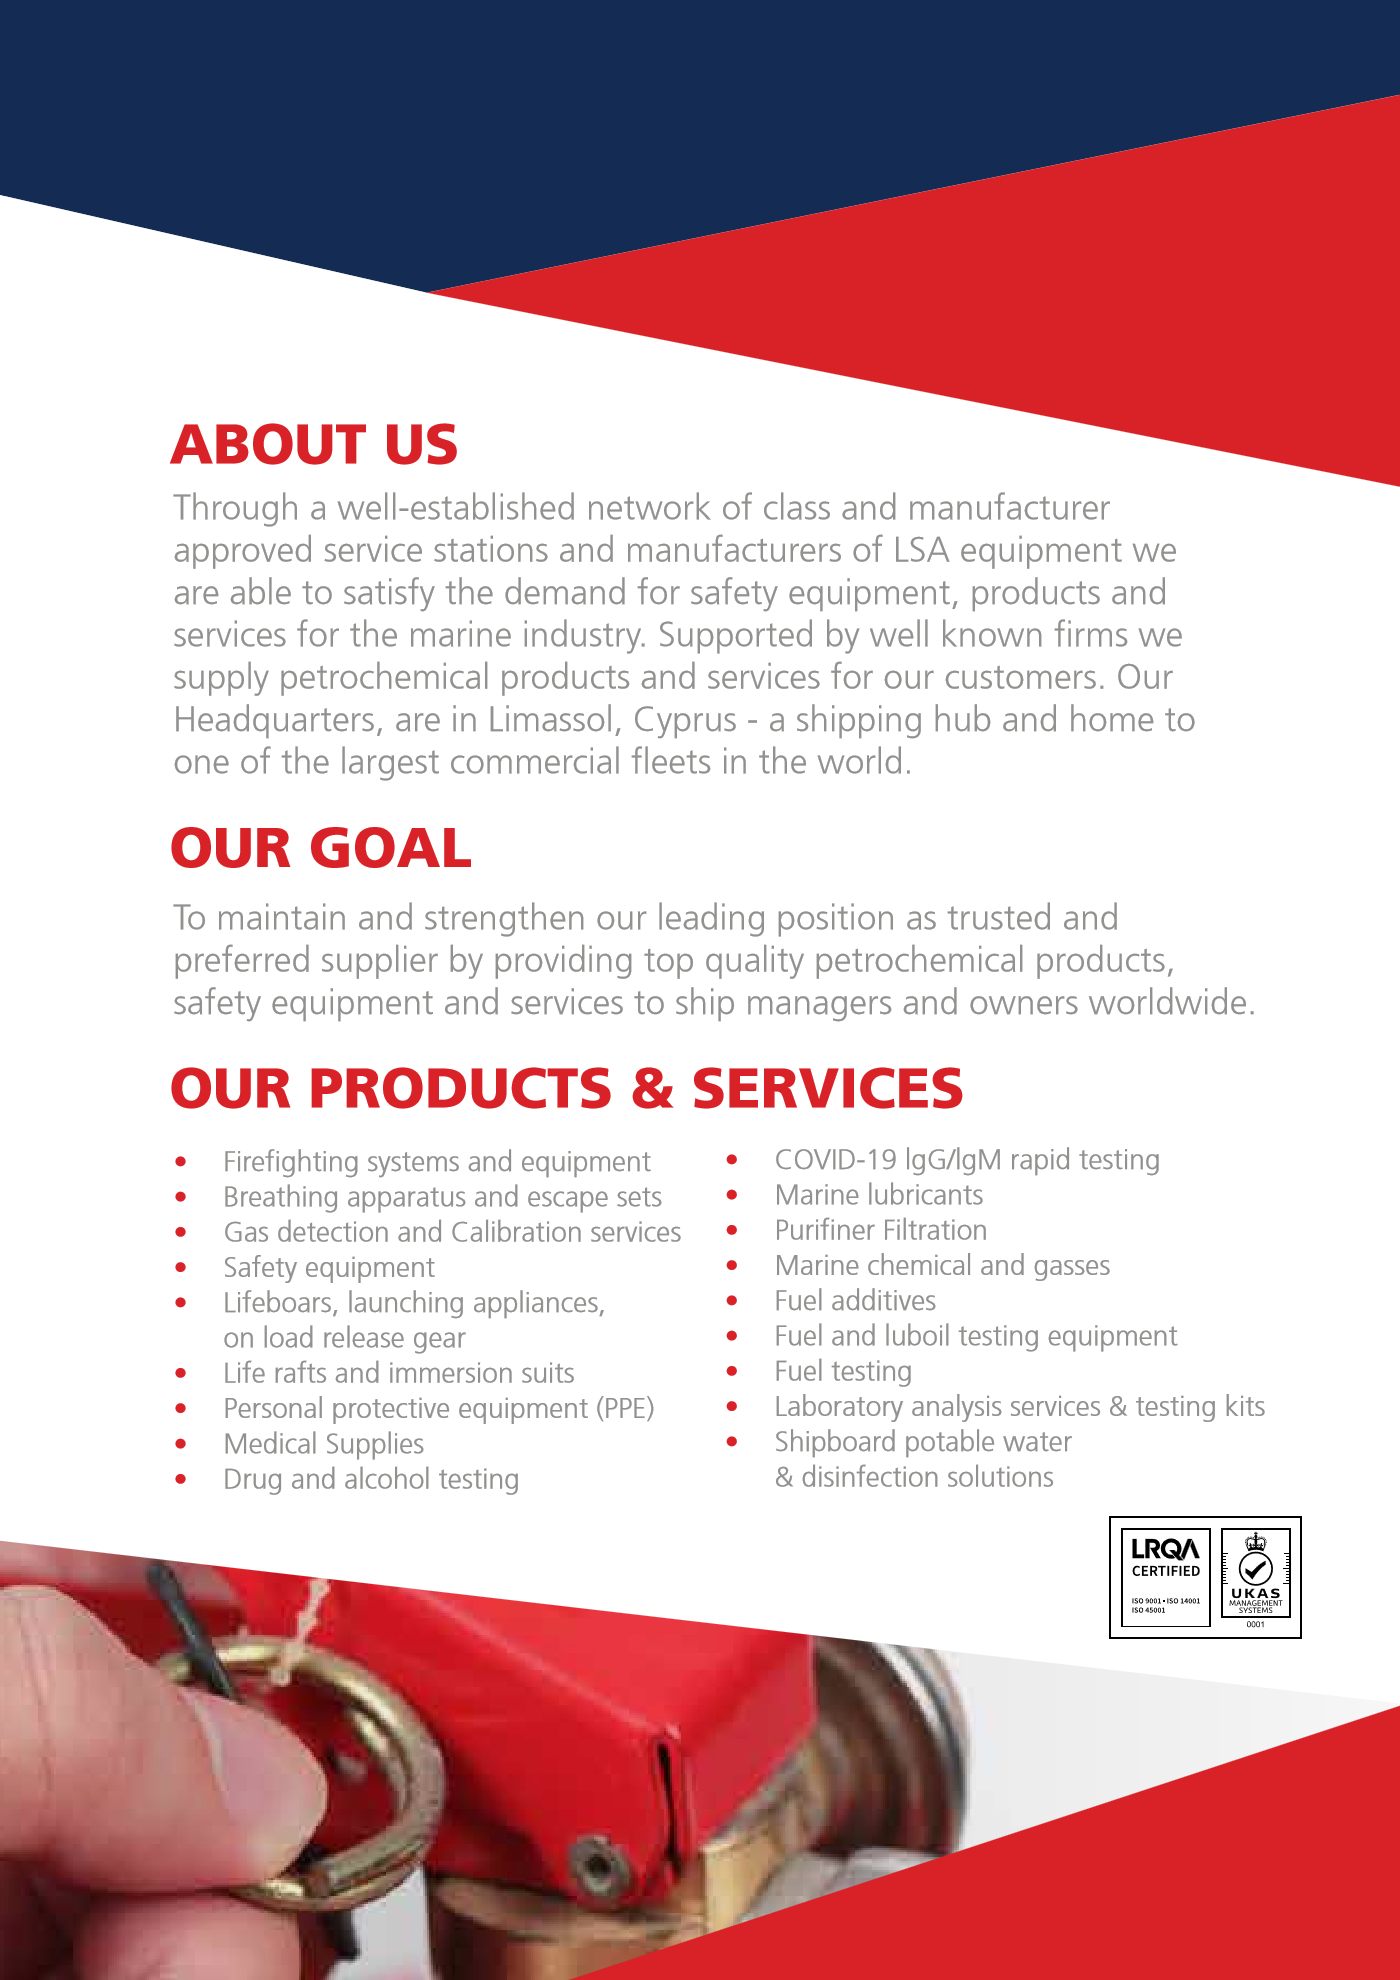 ABOUT US
Through a well-established network of class and manufacturer
approved service stations and manufacturers of LSA equipment we
are able to satisfy the demand for safety equipment, products and
services for the marine industry. Supported by well known firms we
supply petrochemical products and services for our customers. Our
Headquarters, are in Limassol, Cyprus - a shipping hub and home to
one of the largest commercial fleets in the world.
OUR GOAL
To maintain and strengthen our leading position as trusted and
preferred supplier by providing top quality petrochemical products,
safety equipment and services to ship managers and owners worldwide.
OUR PRODUCTS & SERVICES
• Firefighting systems and equipment
• Breathing apparatus and escape sets
• Gas detection and Calibration services
• Safety equipment
• Lifeboars, launching appliances,
on load release gear
• Life rafts and immersion suits
• Personal protective equipment (PPE)
• Medical Supplies
• Drug and alcohol testing
• COVID-19 lgG/lgM rapid testing
• Marine lubricants
• Purifiner Filtration
• Marine chemical and gasses
• Fuel additives
• Fuel and luboil testing equipment
• Fuel testing
• Laboratory analysis services & testing kits
• Shipboard potable water
& disinfection solutions
LRQA
CERTIFIED
ISO 9001 • ISO 14001
ISO 45001
UKAS
MANAGEMENT
SYSTEMS
0001